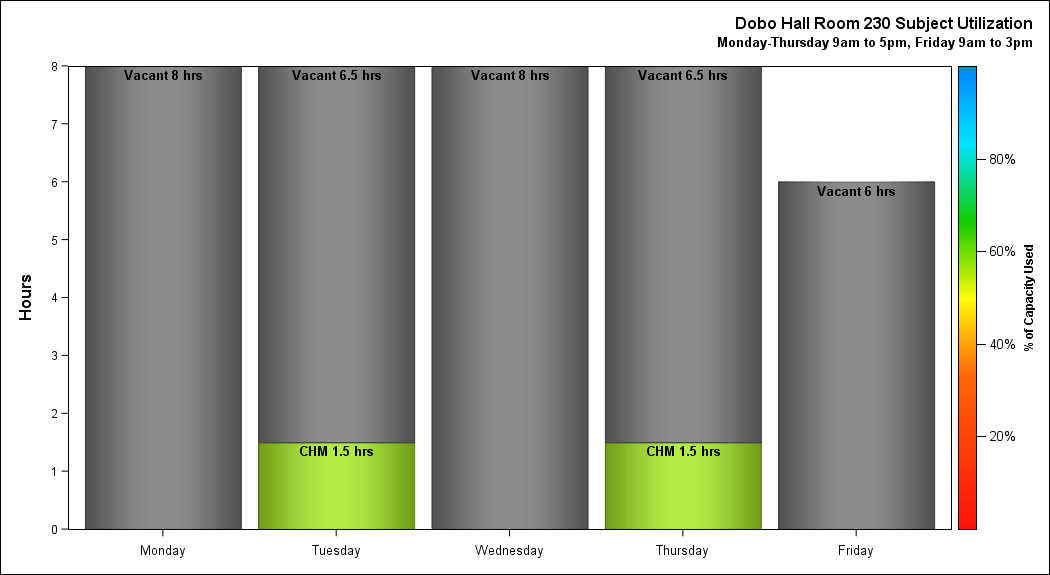 Dobo Hall Room 230 Subject Utilization
Monday-Thursday 9am to 5pm, Friday 9am to 3pm
8
7
6
5
4
3
2
1
0
Hours
Vacant 8 hrs
Vacant 6.5 hrs
Vacant 8 hrs
Vacant 6.5 hrs
Vacant 6 hrs
CHM 1.5 hrs
CHM 1.5 hrs
Monday
Tuesday
Wednesday
Thursday
Friday
80%
60%
40%
20%
% of Capacity Used